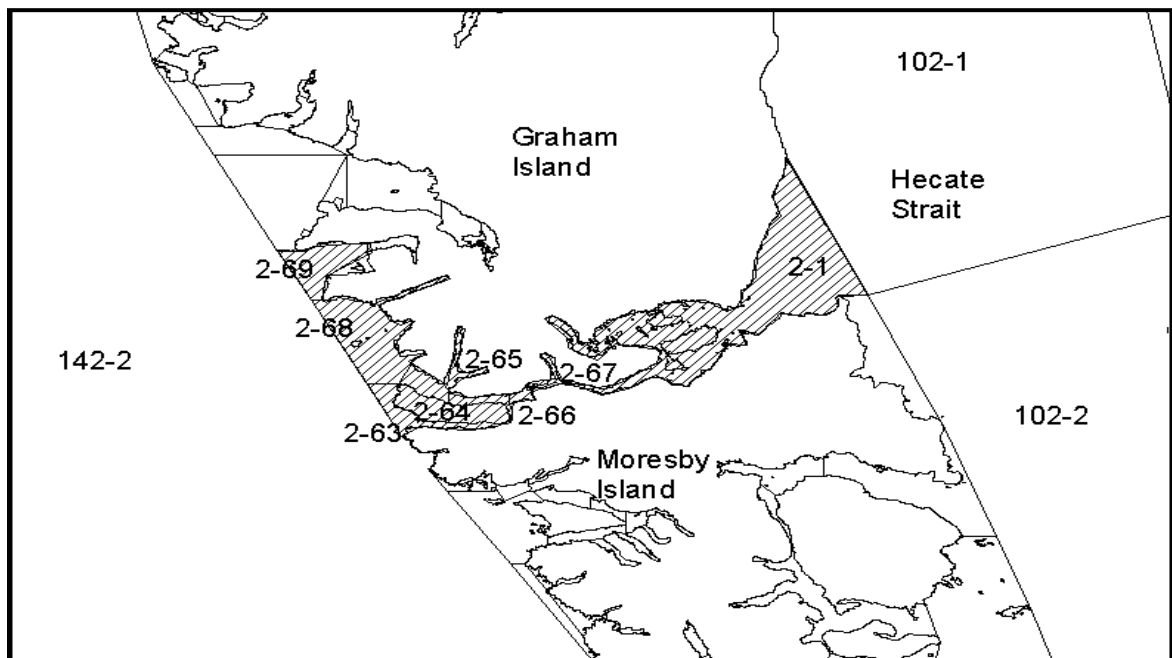 102-1
Graham
Island
Hecate
Strait
2-69
2-1
2-68
142-2
2-65
2-67
2-64
2-66
2-63
102-2
Moresby
Island